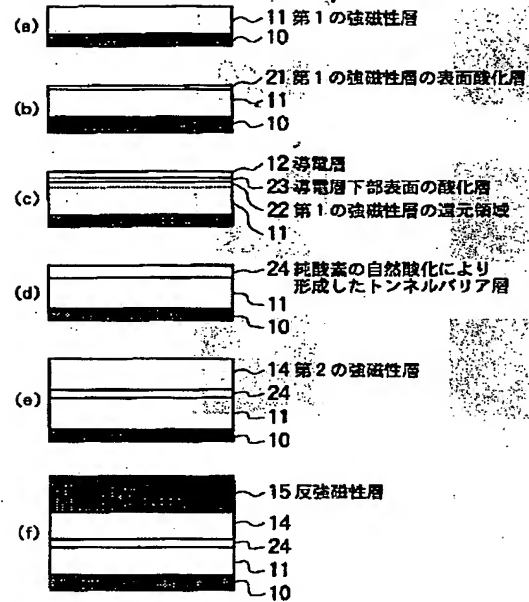 (a)
11 第1の強磁性層
10
(b)
21 第1の強磁性層の表面酸化層
11
10
(c)
12 導電層
23 導電層下部表面の酸化層
22 第1の強磁性層の還元領域
11
(d)
24 純酸素の自然酸化により
形成したトンネルバリア層
11
10
(e)
14 第2の強磁性層
24
11
10
(f)
15 反強磁性層
14
24
11
10